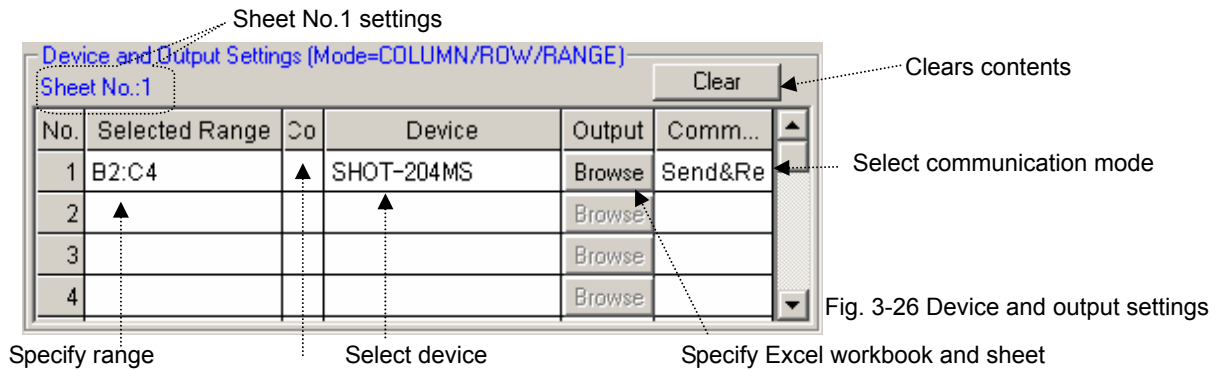 Sheet No.1 settings
Device and Output Settings (Mode=COLUMN/ROW/RANGE)
Sheet No.:1
Clear
Clears contents
No. Selected Range Co Device Output Comm...
1 B2:C4 SHOT-204MS Browse Send&Re
Select communication mode
2 Browse
3 Browse
4 Browse
Fig. 3-26 Device and output settings
Specify range Select device Specify Excel workbook and sheet